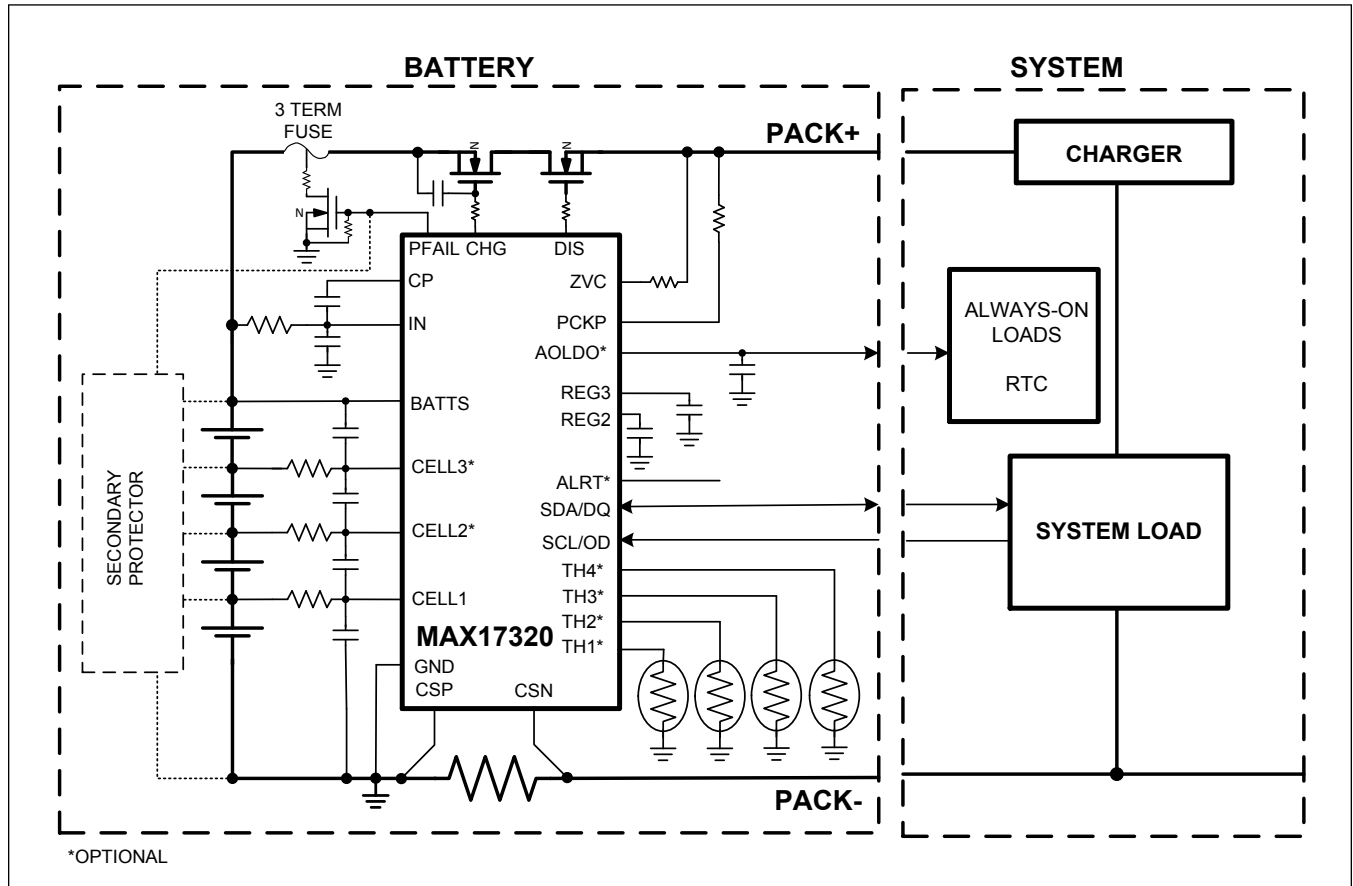 BATTERY
SYSTEM
3 TERM
FUSE
PACK+
CHARGER
N
N
N
PFAIL CHG
DIS
CP
ZVC
IN
PCKP
ALWAYS-ON
LOADS
RTC
AOLDO*
BATTS
REG3
REG2
SECONDARY
PROTECTOR
CELL3*
ALRT*
SDA/DQ
CELL2*
SCL/OD
SYSTEM LOAD
TH4*
CELL1
TH3*
TH2*
MAX17320
TH1*
GND
CSP
CSN
PACK-
*OPTIONAL